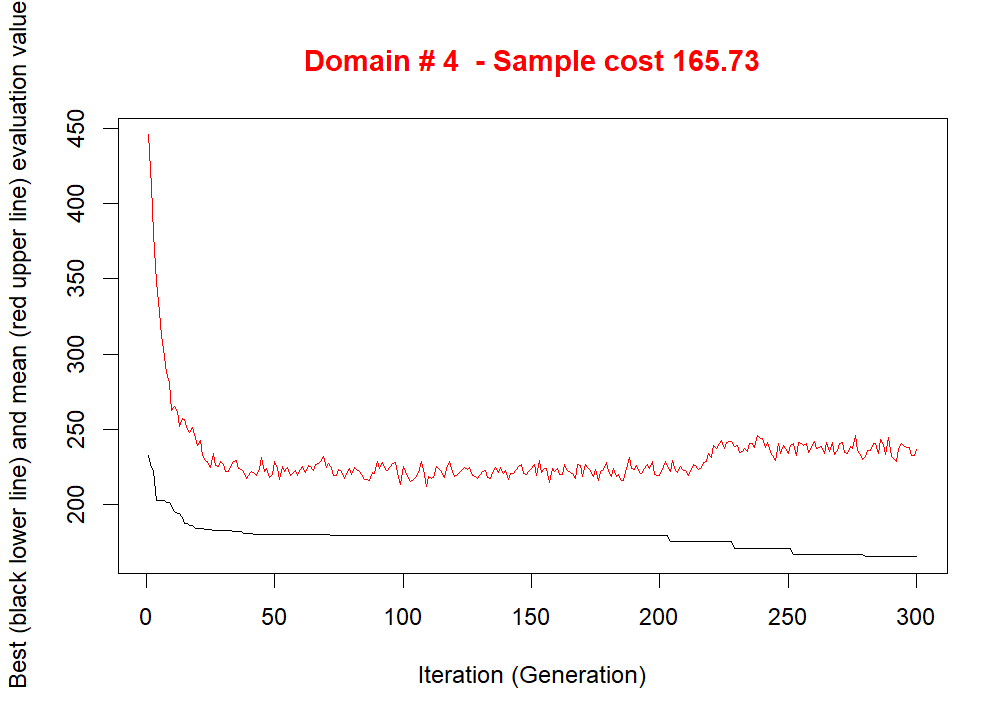 Domain # 4  - Sample cost 165.73
Best (black lower line) and mean (red upper line) evaluation value
450
400
350
300
250
200
0 50 100 150 200 250 300
Iteration (Generation)